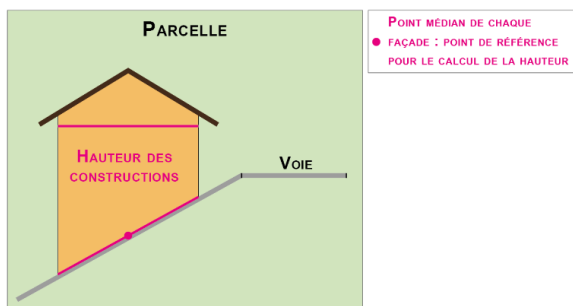 PARCELLE
HAUTEUR DES
CONSTRUCTIONS
VOIE
POINT MÉDIAN DE CHAQUE
FAÇADE : POINT DE RÉFÉRENCE
POUR LE CALCUL DE LA HAUTEUR